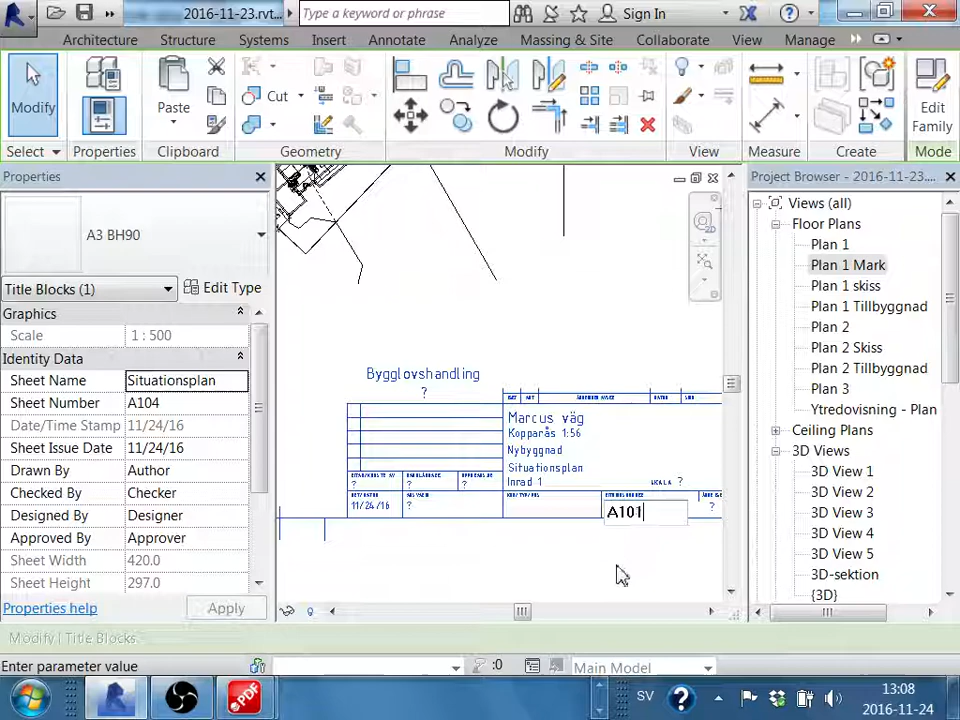 2016-11-23.rvt...
Type a keyword or phrase
Sign In
Architecture Structure Systems Insert Annotate Analyze Massing & Site Collaborate View Manage
Modify
Paste
Cut
Edit
Family
Select Properties Clipboard Geometry Modify View Measure Create Mode
Properties
A3 BH90
Title Blocks (1)
Edit Type
Graphics
Scale 1 : 500
Identity Data
Sheet Name Situationsplan
Sheet Number A104
Date/Time Stamp 11/24/16
Sheet Issue Date 11/24/16
Drawn By Author
Checked By Checker
Designed By Designer
Approved By Approver
Sheet Width 420.0
Sheet Height 297.0
Properties help
Apply
2D
Bygglovshandling
?
Marcus väg
Kopparås 1:56
Nybyggnad
Situationsplan
Inrad 1
SKALA ?
? ? ?
11/24/16 ?
A101
?
Project Browser - 2016-11-23....
Views (all)
Floor Plans
Plan 1
Plan 1 Mark
Plan 1 skiss
Plan 1 Tillbyggnad
Plan 2
Plan 2 Skiss
Plan 2 Tillbyggnad
Plan 3
Ytredovisning - Plan
Ceiling Plans
3D Views
3D View 1
3D View 2
3D View 3
3D View 4
3D View 5
3D-sektion
{3D}
Modify | Title Blocks
Enter parameter value
:0
Main Model
PDF
SV
13:08
2016-11-24